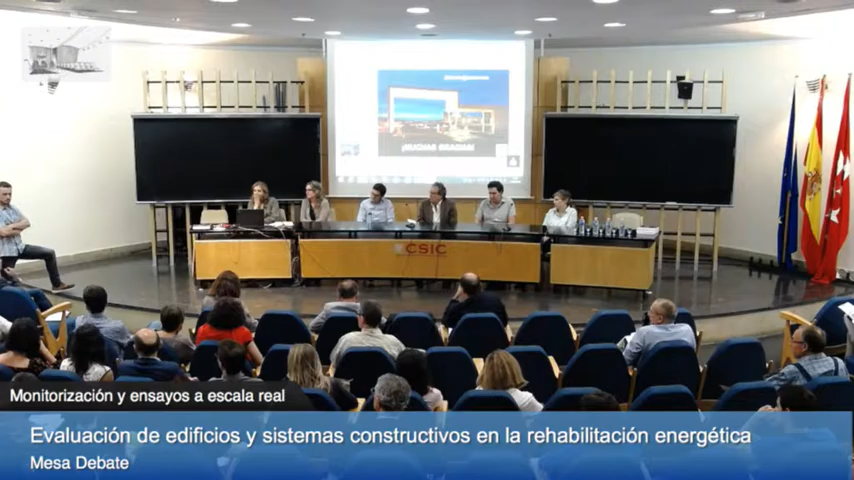 ¡MUCHAS GRACIAS!
CSIC
Monitorización y ensayos a escala real
Evaluación de edificios y sistemas constructivos en la rehabilitación energética
Mesa Debate